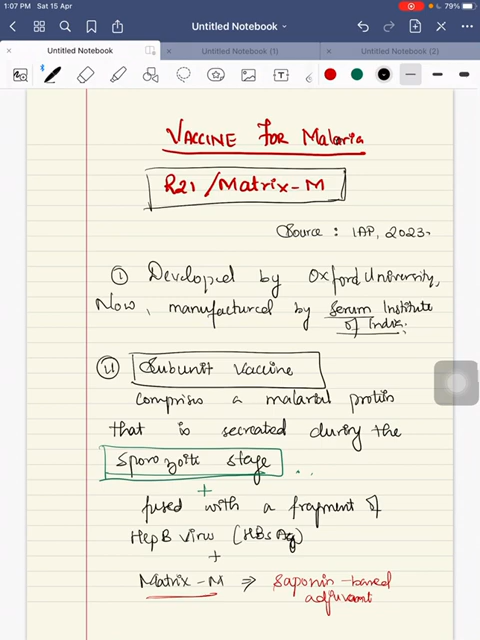 1:07 PM Sat 15 Apr
79%
Untitled Notebook
Untitled Notebook
Untitled Notebook (1)
Untitled Notebook (2)
VACCINE FOR Malaria
R21 / Matrix-M
Source : IAP, 2023.
(i) Developed by Oxford University,
Now, manufactured by Serum Institute
of India.
(ii) Subunit Vaccine
comprises a malarial protein
that is secreated during the
Sporozoite stage ..
+
fused with a fragment of
HepB virus (HBsAg)
+
Matrix-M ⇒ Saponin-based
adjuvant